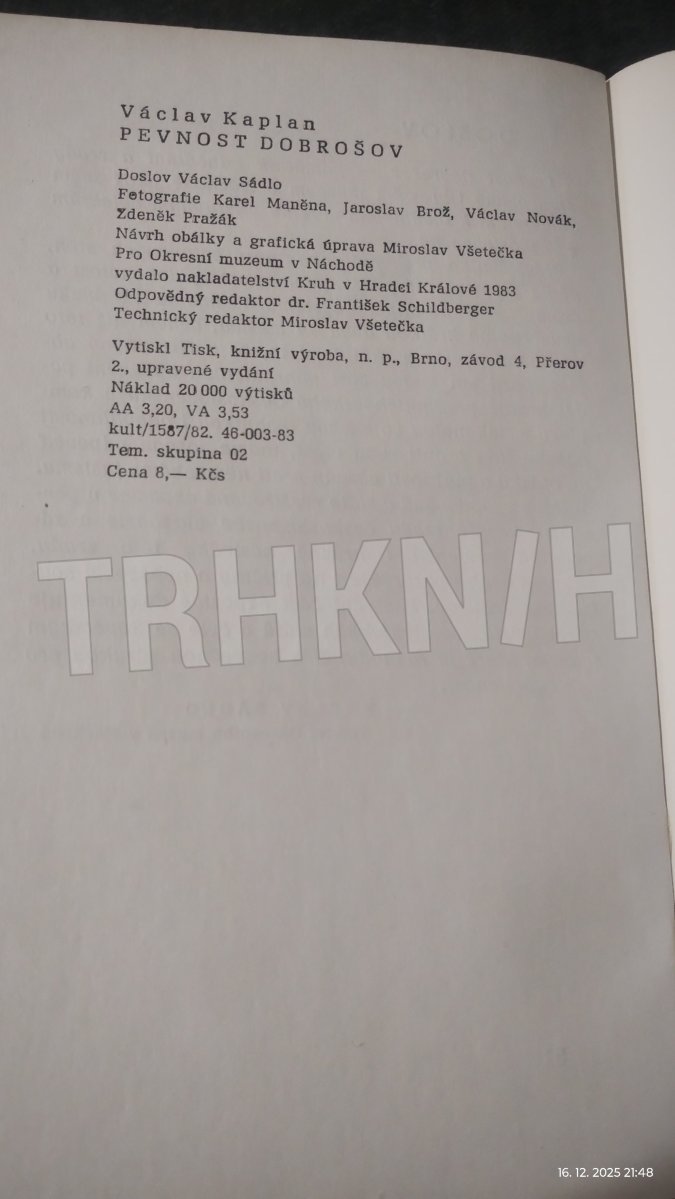 Václav Kaplan
PEVNOST DOBROŠOV
Doslov Václav Sádlo
Fotografie Karel Maněna, Jaroslav Brož, Václav Novák,
Zdeněk Pražák
Návrh obálky a grafická úprava Miroslav Všetečka
Pro Okresní muzeum v Náchodě
vydalo nakladatelství Kruh v Hradci Králové 1983
Odpovědný redaktor dr. František Schildberger
Technický redaktor Miroslav Všetečka
Vytiskl Tisk, knižní výroba, n. p., Brno, závod 4, Přerov
2., upravené vydání
Náklad 20 000 výtisků
AA 3,20, VA 3,53
kult/1587/82. 46-003-83
Tem. skupina 02
Cena 8,— Kčs
TRHKN/H
16. 12. 2025 21:48